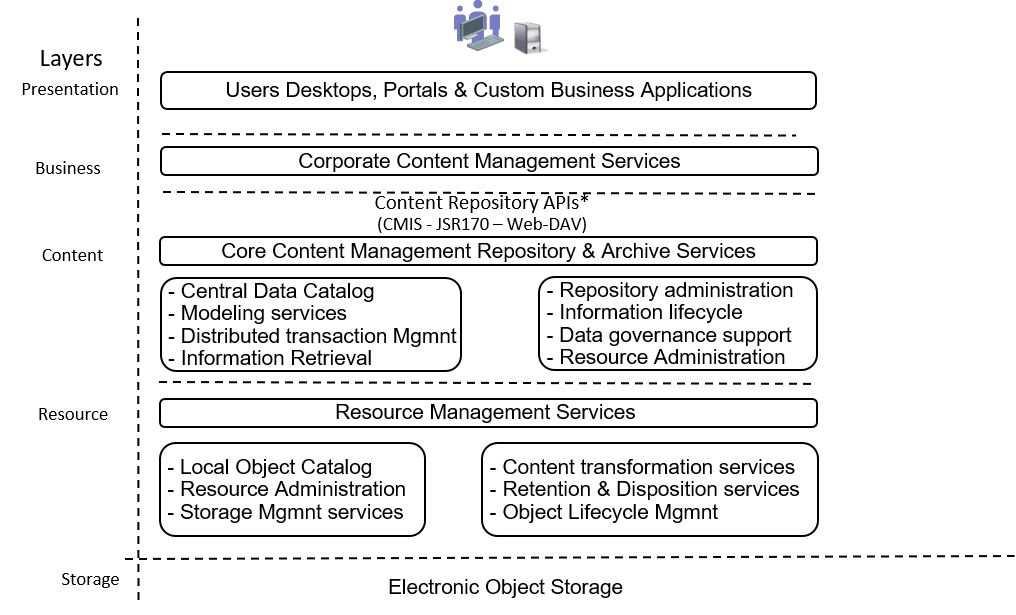 Layers
Presentation
Users Desktops, Portals & Custom Business Applications
Business
Corporate Content Management Services
Content Repository APIs*
(CMIS - JSR170 – Web-DAV)
Content
Core Content Management Repository & Archive Services
- Central Data Catalog
- Modeling services
- Distributed transaction Mgmnt
- Information Retrieval
- Repository administration
- Information lifecycle
- Data governance support
- Resource Administration
Resource
Resource Management Services
- Local Object Catalog
- Resource Administration
- Storage Mgmnt services
- Content transformation services
- Retention & Disposition services
- Object Lifecycle Mgmnt
Storage
Electronic Object Storage